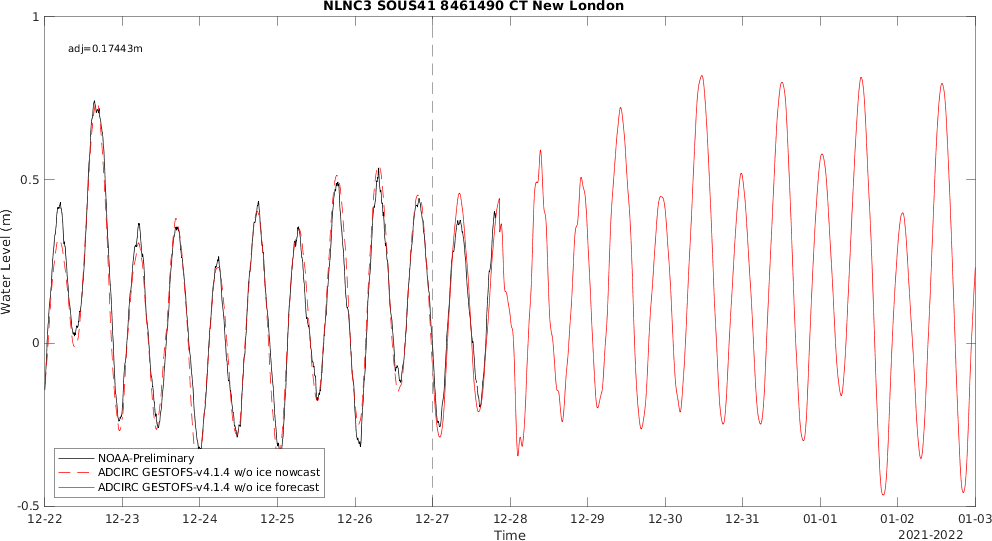 NLNC3 SOUS41 8461490 CT New London
adj=0.17443m
1
0.5
0
-0.5
Water Level (m)
NOAA-Preliminary
ADCIRC GESTOFS-v4.1.4 w/o ice nowcast
ADCIRC GESTOFS-v4.1.4 w/o ice forecast
12-22 12-23 12-24 12-25 12-26 12-27 12-28 12-29 12-30 12-31 01-01 01-02 01-03
Time
2021-2022